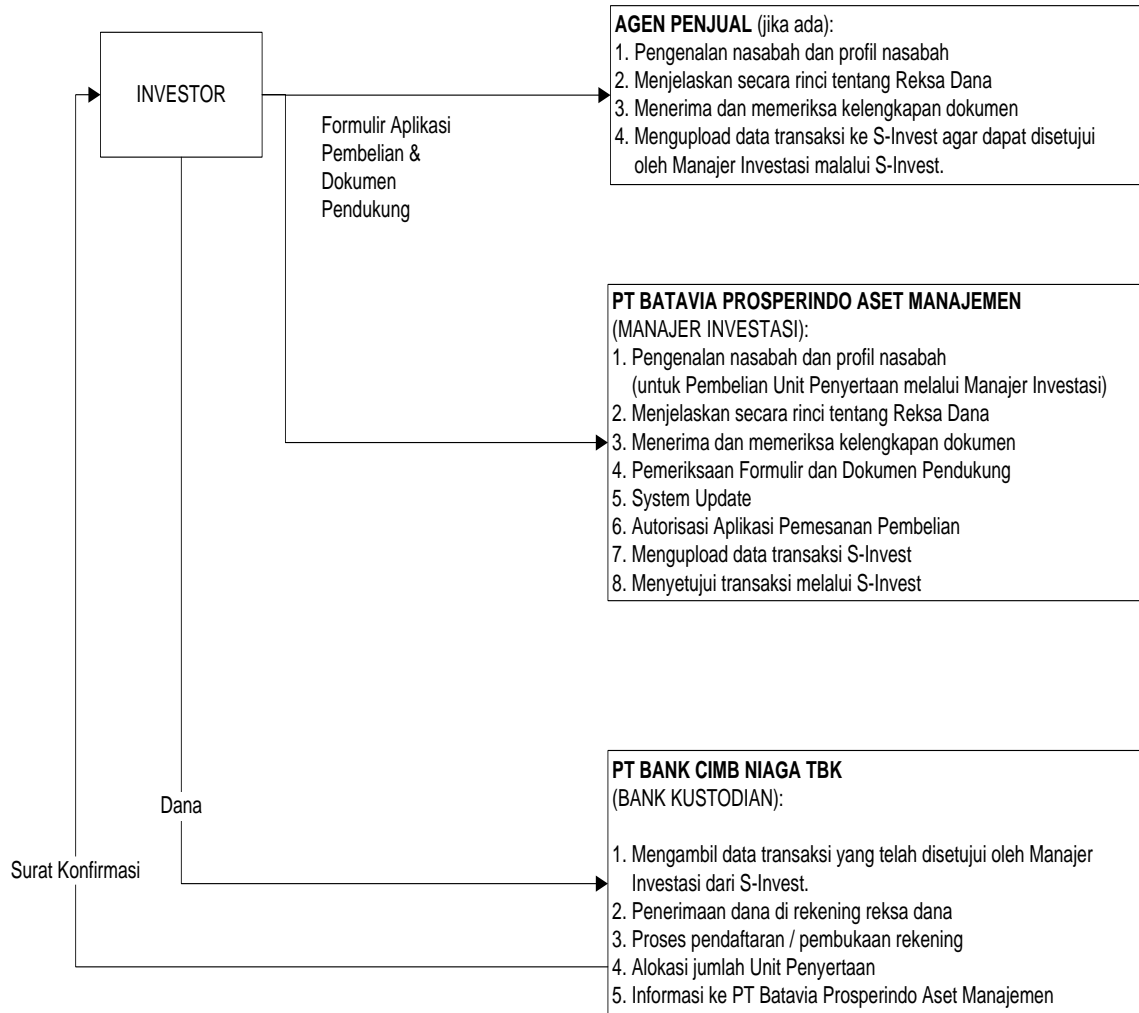 AGEN PENJUAL (jika ada):
1. Pengenalan nasabah dan profil nasabah
2. Menjelaskan secara rinci tentang Reksa Dana
3. Menerima dan memeriksa kelengkapan dokumen
4. Mengupload data transaksi ke S-Invest agar dapat disetujui
oleh Manajer Investasi malalui S-Invest.
INVESTOR
Formulir Aplikasi
Pembelian &
Dokumen
Pendukung
PT BATAVIA PROSPERINDO ASET MANAJEMEN
(MANAJER INVESTASI):
1. Pengenalan nasabah dan profil nasabah
(untuk Pembelian Unit Penyertaan melalui Manajer Investasi)
2. Menjelaskan secara rinci tentang Reksa Dana
3. Menerima dan memeriksa kelengkapan dokumen
4. Pemeriksaan Formulir dan Dokumen Pendukung
5. System Update
6. Autorisasi Aplikasi Pemesanan Pembelian
7. Mengupload data transaksi S-Invest
8. Menyetujui transaksi melalui S-Invest
Dana
Surat Konfirmasi
PT BANK CIMB NIAGA TBK
(BANK KUSTODIAN):
1. Mengambil data transaksi yang telah disetujui oleh Manajer
Investasi dari S-Invest.
2. Penerimaan dana di rekening reksa dana
3. Proses pendaftaran / pembukaan rekening
4. Alokasi jumlah Unit Penyertaan
5. Informasi ke PT Batavia Prosperindo Aset Manajemen